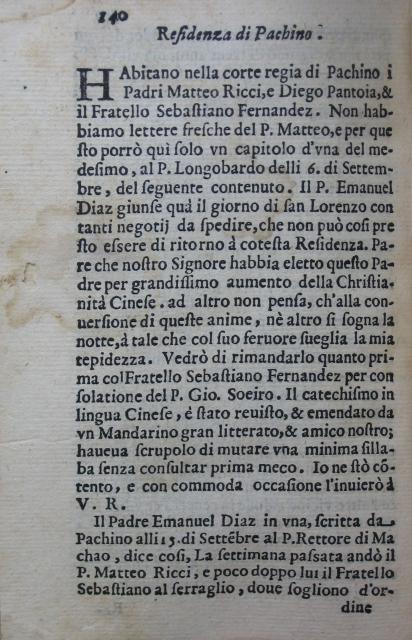 140
Reſidenza di Pachino.
HAbitano nella corte regia di Pachino i
Padri Matteo Ricci, e Diego Pantoia, &
il Fratello Sebaſtiano Fernandez. Non hab-
biamo lettere freſche del P. Matteo, e per que
ſto porrò quì ſolo vn capitolo d'vna del me-
deſimo, al P. Longobardo delli 6. di Settem-
bre, del ſeguente contenuto. Il P. Emanuel
Diaz giunſe quà il giorno di ſan Lorenzo con
tanti negotij da ſpedire, che non può coſì pre
ſto eſſere di ritorno à coteſta Reſidenza. Pa-
re che noſtro Signore habbia eletto queſto Pa-
dre per grandiſſimo aumento della Chriſtia-
nità Cineſe. ad altro non penſa, ch'alla con-
uerſione di queſte anime, nè altro ſi ſogna la
notte, à tale che col ſuo feruore ſueglia la mia
tepidezza. Vedrò di rimandarlo quanto pri-
ma col Fratello Sebaſtiano Fernandez per con
ſolatione del P. Gio. Soeiro. Il catechiſmo in
lingua Cineſe, è ſtato reuiſto, & emendato da
vn Mandarino gran litterato, & amico noſtro;
haueua ſcrupolo di mutare vna minima ſilla-
ba ſenza conſultar prima meco. Io ne ſtò cō-
tento, e con commoda occaſione l'inuierò à
V. R.
Il Padre Emanuel Diaz in vna, ſcritta da
Pachino alli 15. di Settẽbre al P. Rettore di Ma
chao, dice coſì, La ſettimana paſſata andò il
P. Matteo Ricci, e poco doppo lui il Fratello
Sebaſtiano al ſerraglio, doue ſogliono d'or-
dine